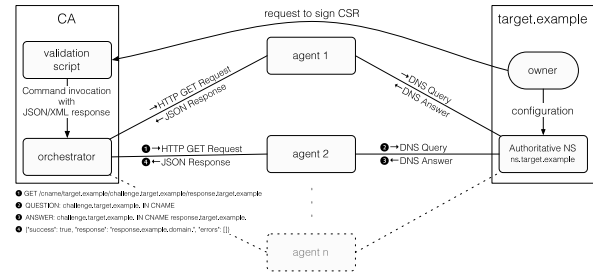 CA
request to sign CSR
target.example
validation
script
agent 1
owner
Command invocation
with
JSON/XML response
→HTTP GET Request
←JSON Response
→DNS Query
←DNS Answer
configuration
orchestrator
❶ →HTTP GET Request
❹ ←JSON Response
agent 2
❷ →DNS Query
❸ ←DNS Answer
Authoritative NS
ns.target.example
❶ GET /cname/target.example/challenge.target.example/response.target.example
❷ QUESTION: challenge.target.example. IN CNAME
❸ ANSWER: challenge.target.example. IN CNAME response.target.example.
❹ {"success": true, "response": "response.example.domain.", "errors": []}
agent n